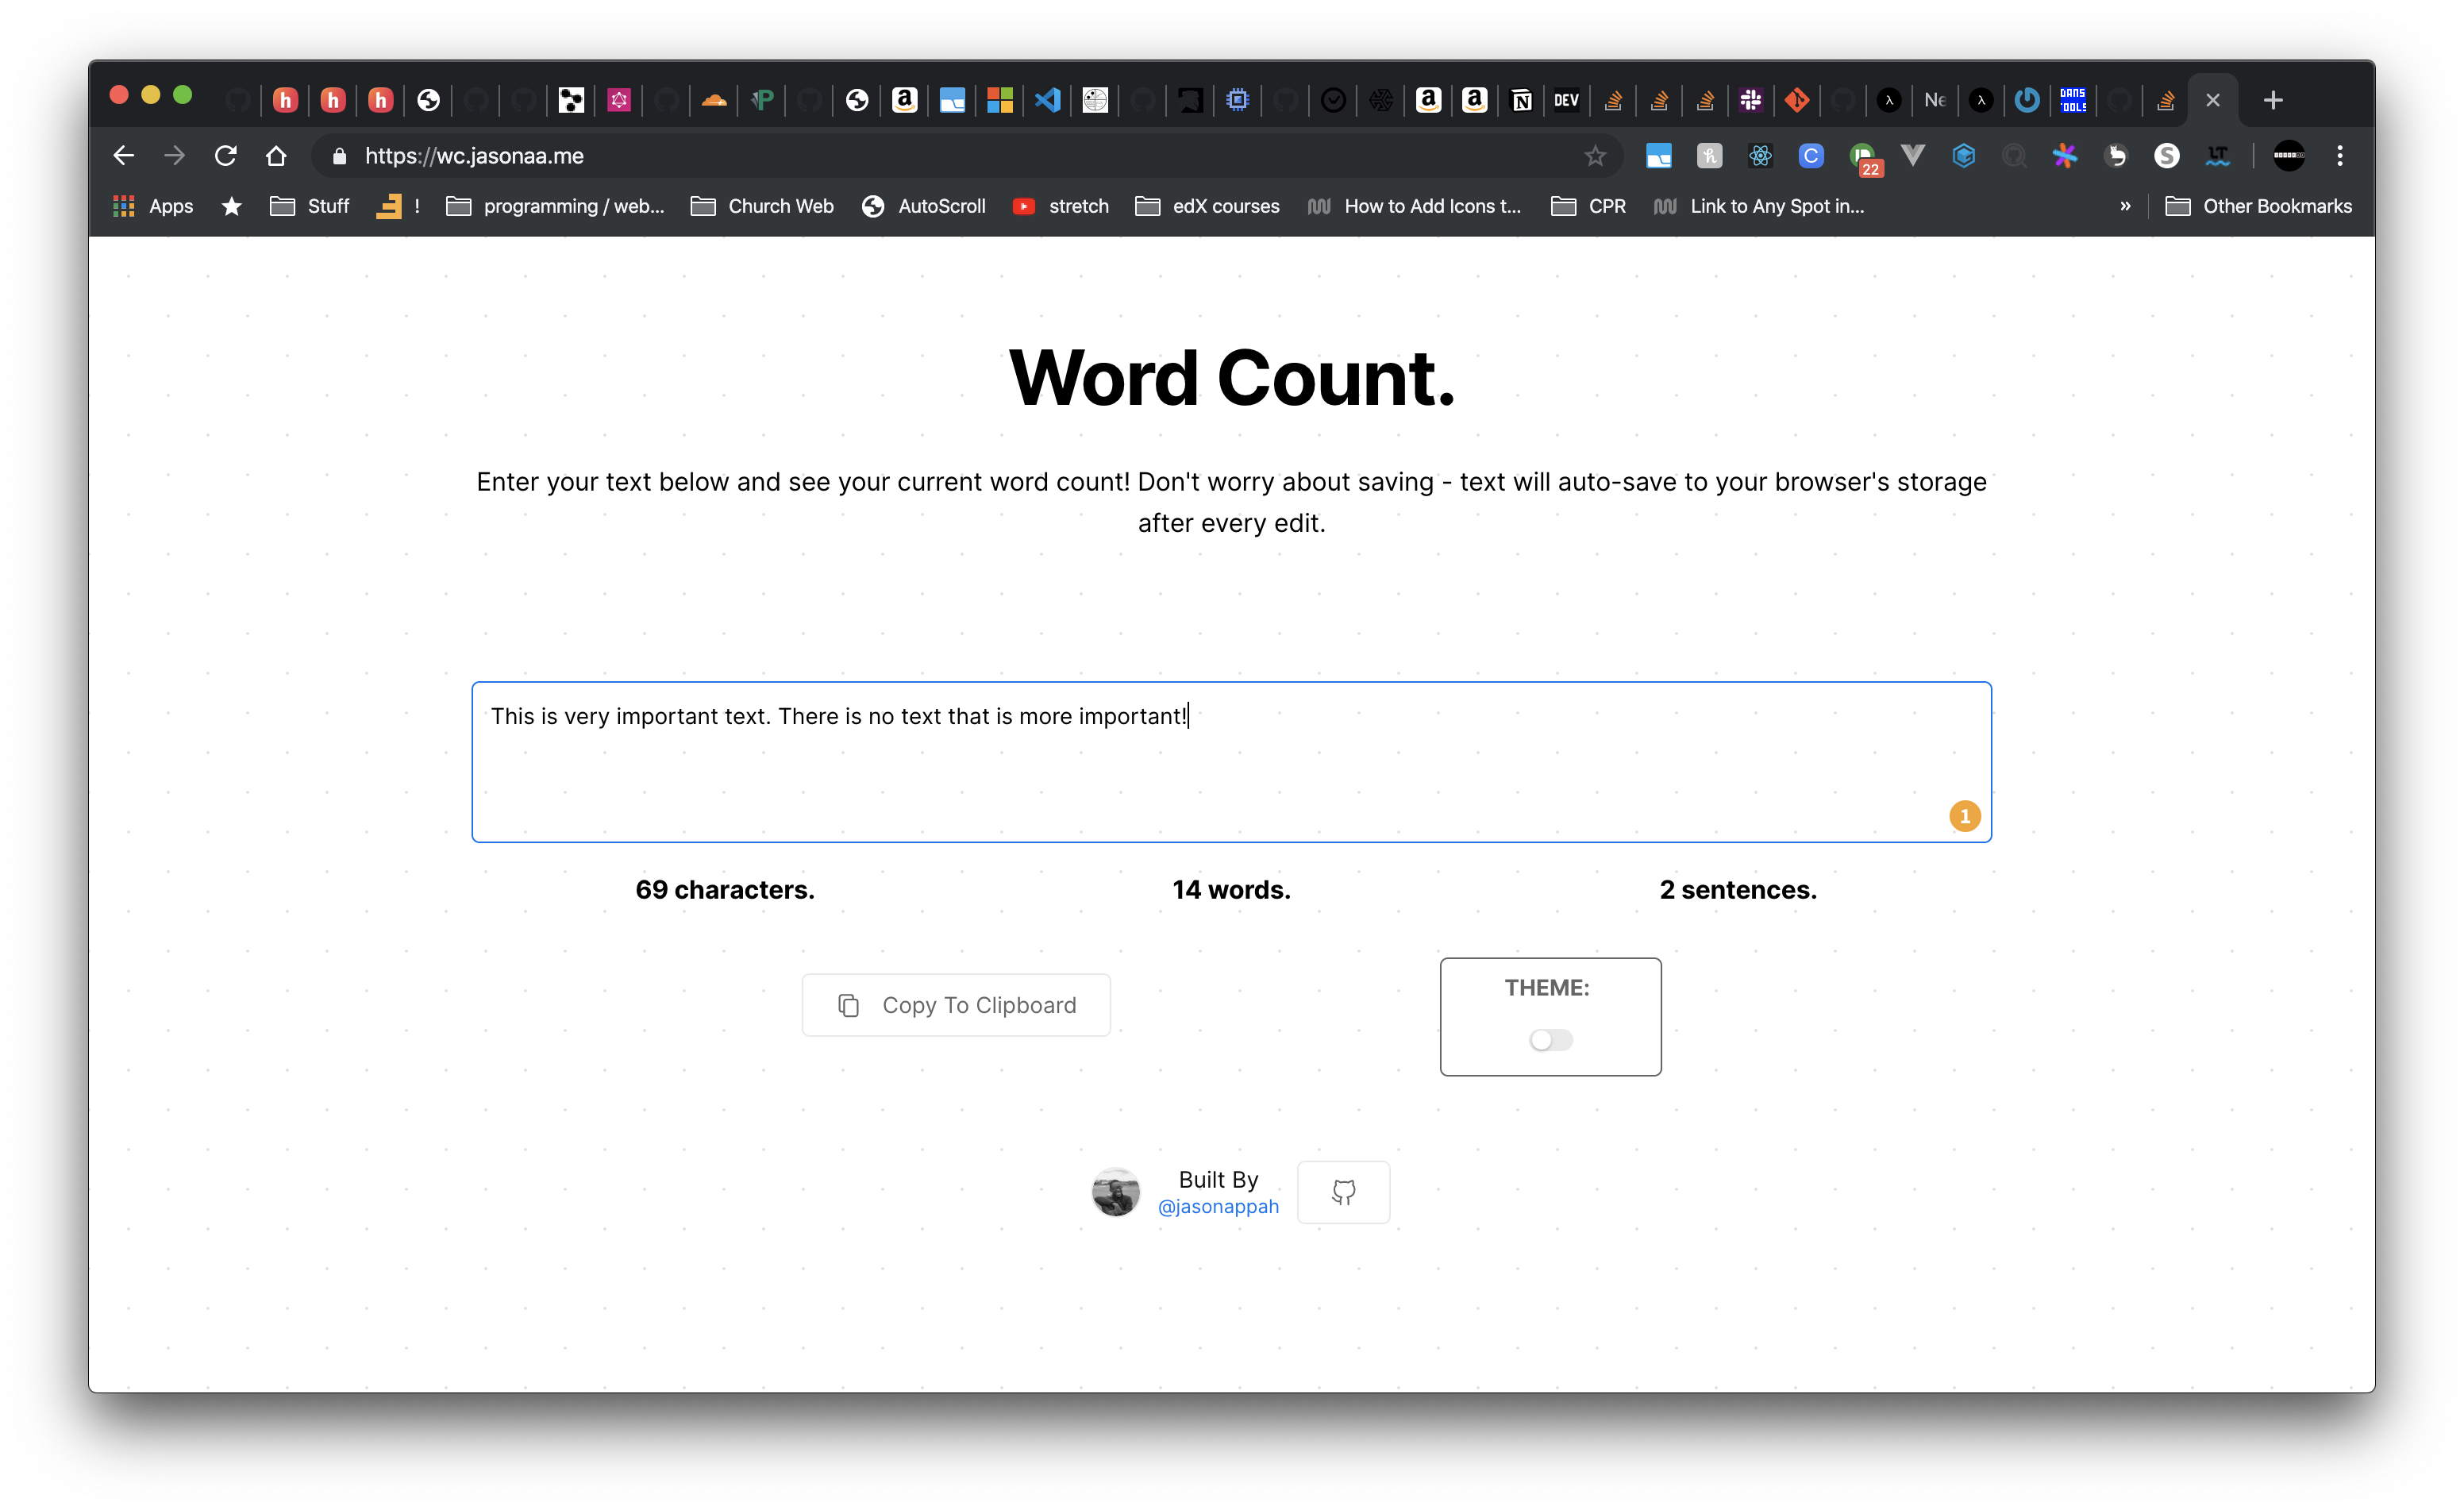 DEV
Ne
DANS
TOOLS
https://wc.jasonaa.me
22
Apps
Stuff
!
programming / web...
Church Web
AutoScroll
stretch
edX courses
How to Add Icons t...
CPR
Link to Any Spot in...
»
Other Bookmarks
Word Count.
Enter your text below and see your current word count! Don't worry about saving - text will auto-save to your browser's storage
after every edit.
This is very important text. There is no text that is more important!
1
69 characters.
14 words.
2 sentences.
Copy To Clipboard
THEME:
Built By
@jasonappah